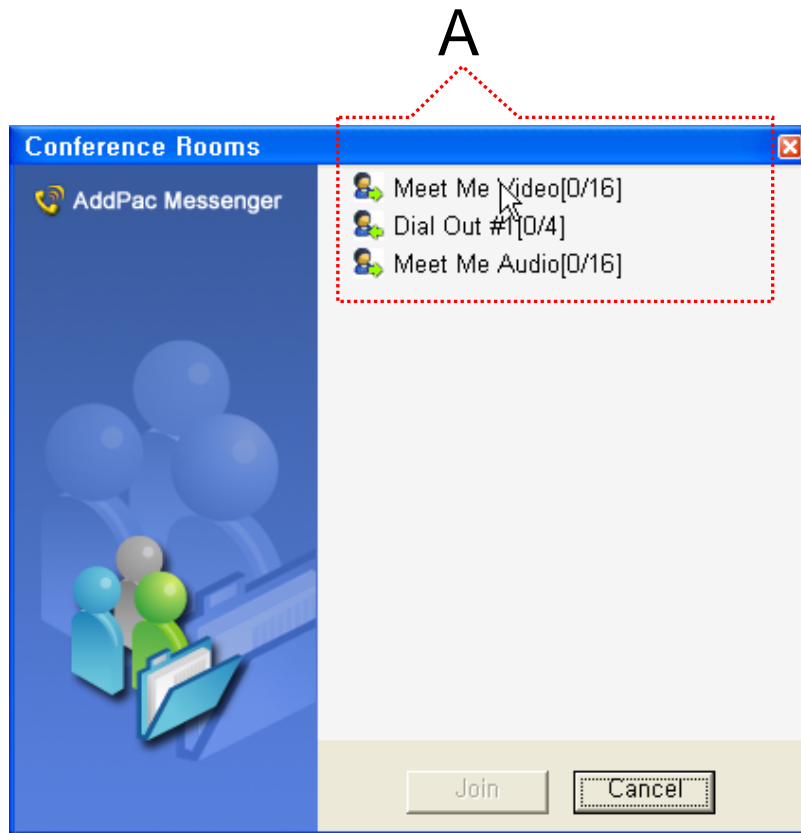 A
Conference Rooms
AddPac Messenger
Meet Me Video[0/16]
Dial Out #1[0/4]
Meet Me Audio[0/16]
Join
Cancel